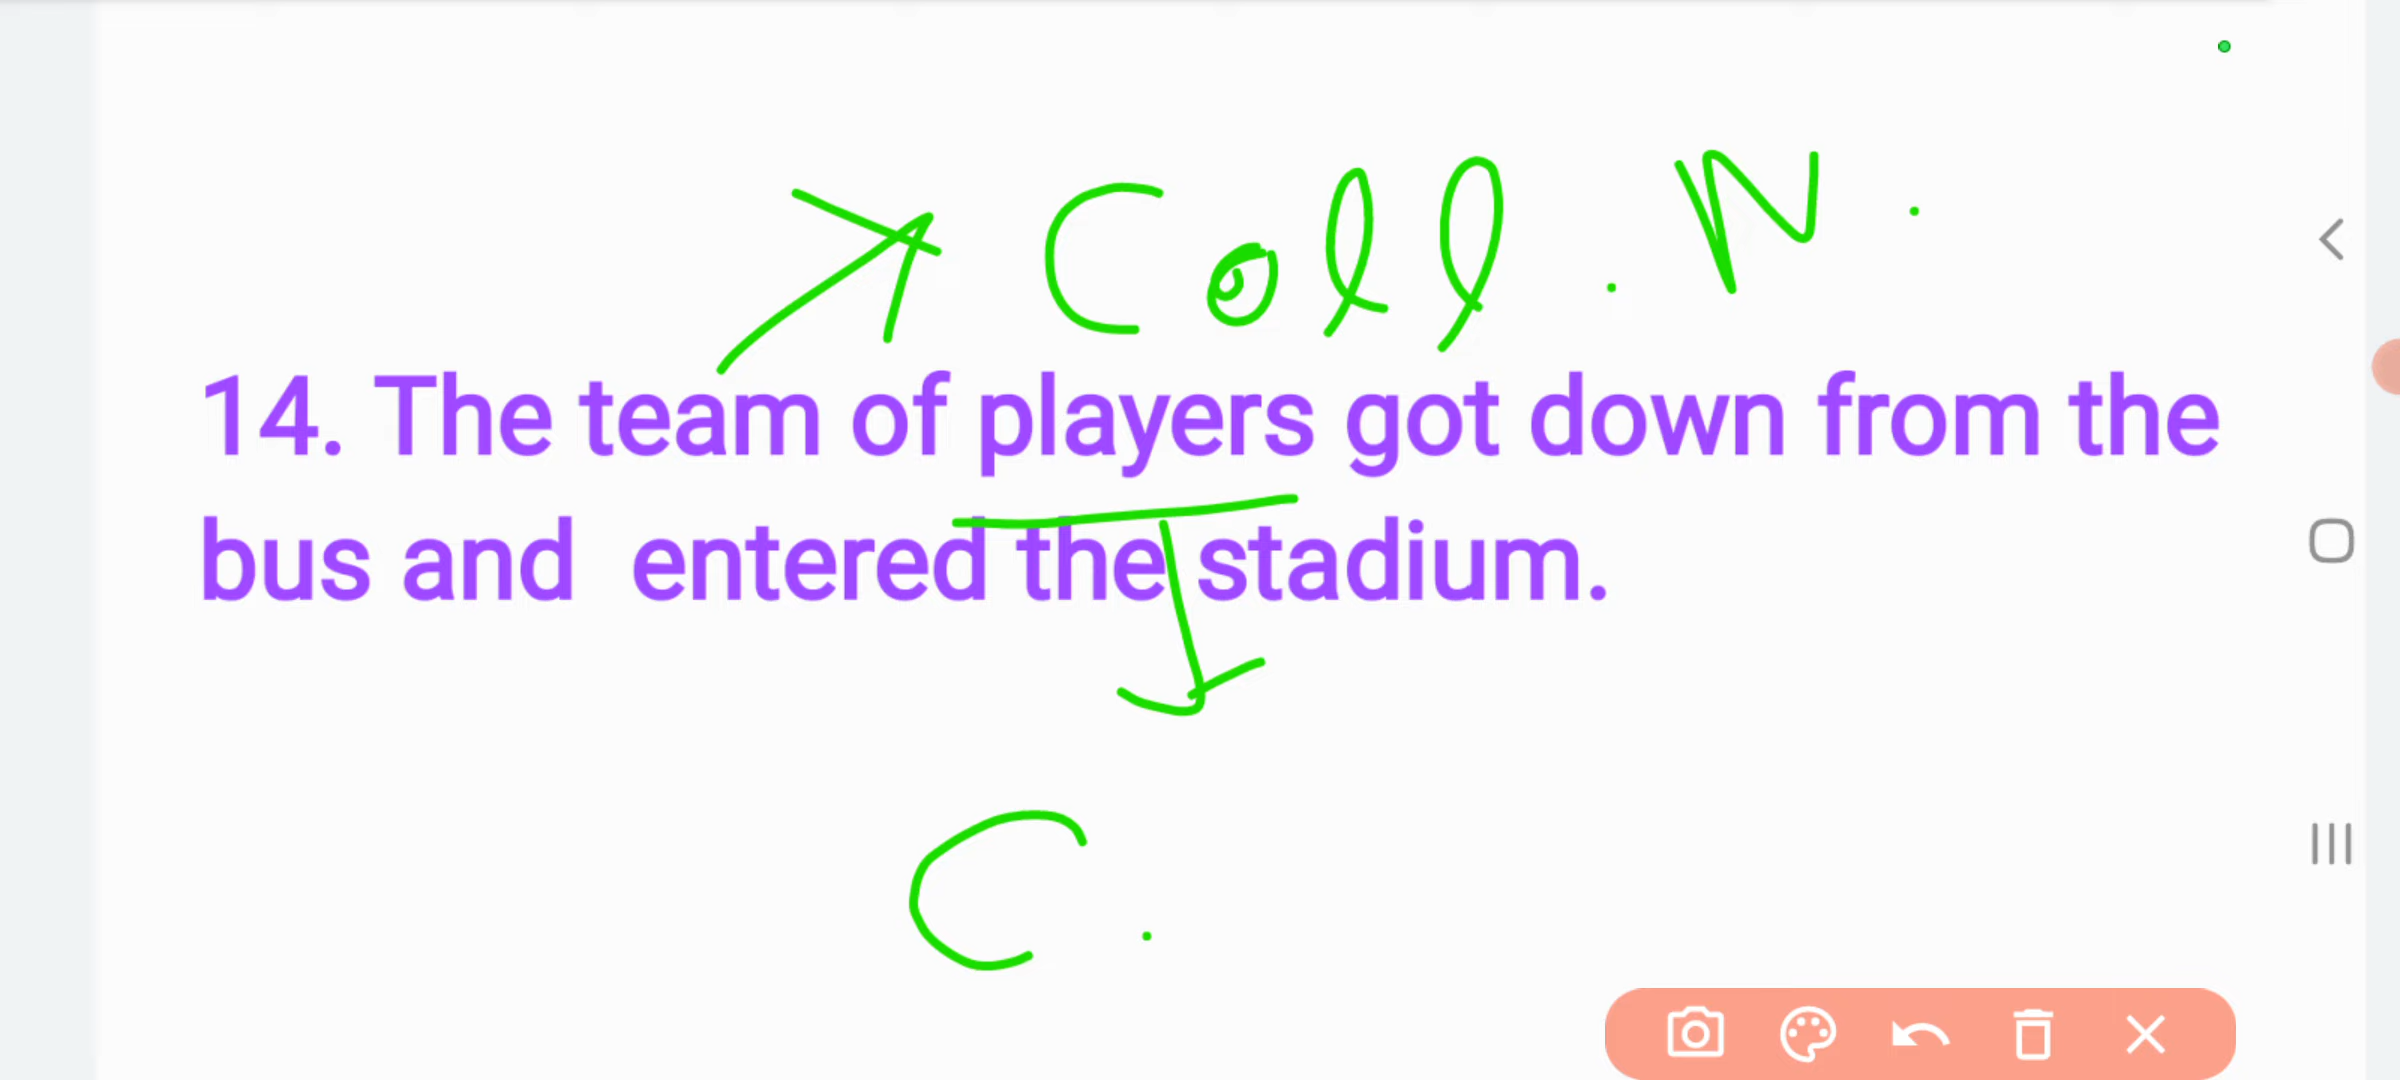 Coll. N.
14. The team of players got down from the
bus and entered the stadium.
C.